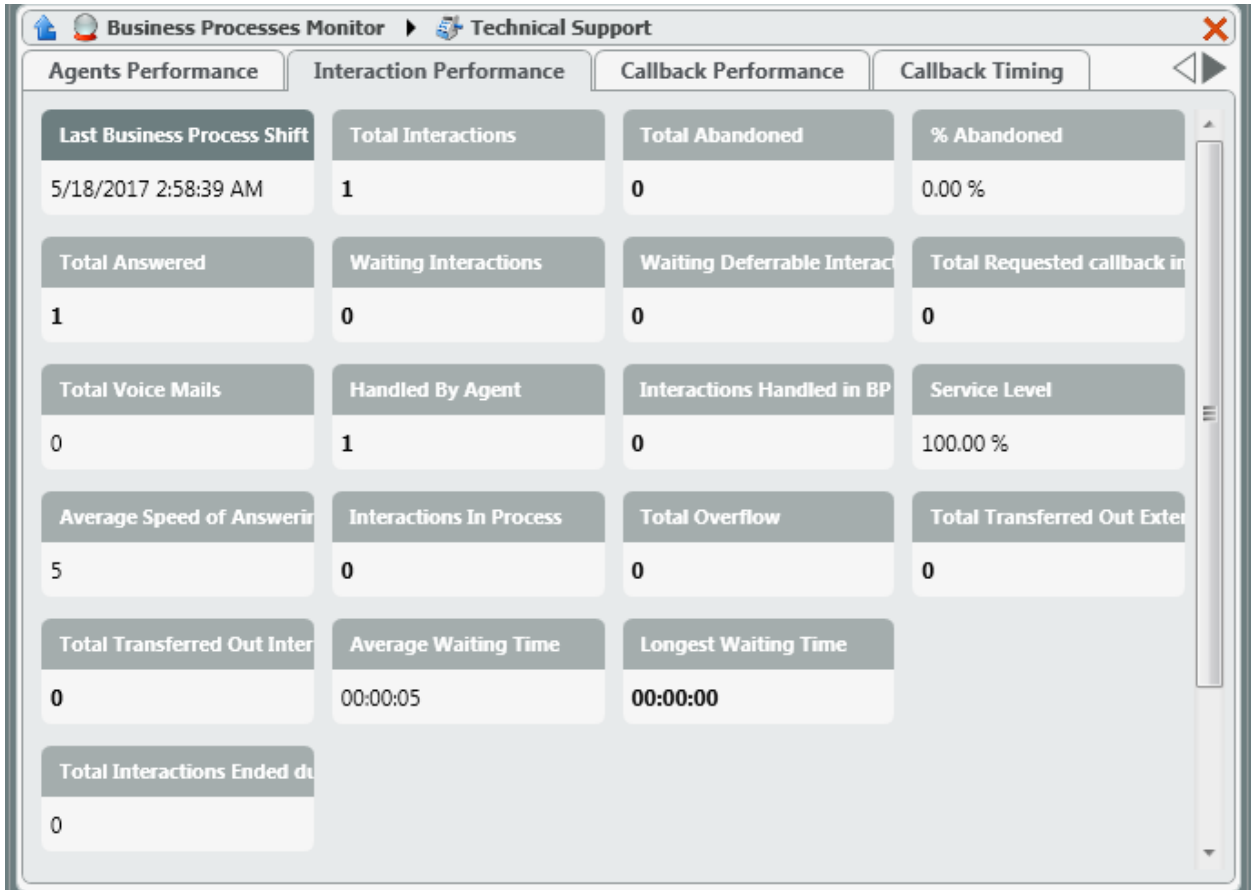 Business Processes Monitor Technical Support
Agents Performance Interaction Performance Callback Performance Callback Timing
Last Business Process Shift Total Interactions Total Abandoned % Abandoned
5/18/2017 2:58:39 AM 1 0 0.00 %
Total Answered Waiting Interactions Waiting Deferrable Interact Total Requested callback in
1 0 0 0
Total Voice Mails Handled By Agent Interactions Handled in BP Service Level
0 1 0 100.00 %
Average Speed of Answerin Interactions In Process Total Overflow Total Transferred Out Exter
5 0 0 0
Total Transferred Out Inter Average Waiting Time Longest Waiting Time
0 00:00:05 00:00:00
Total Interactions Ended du
0